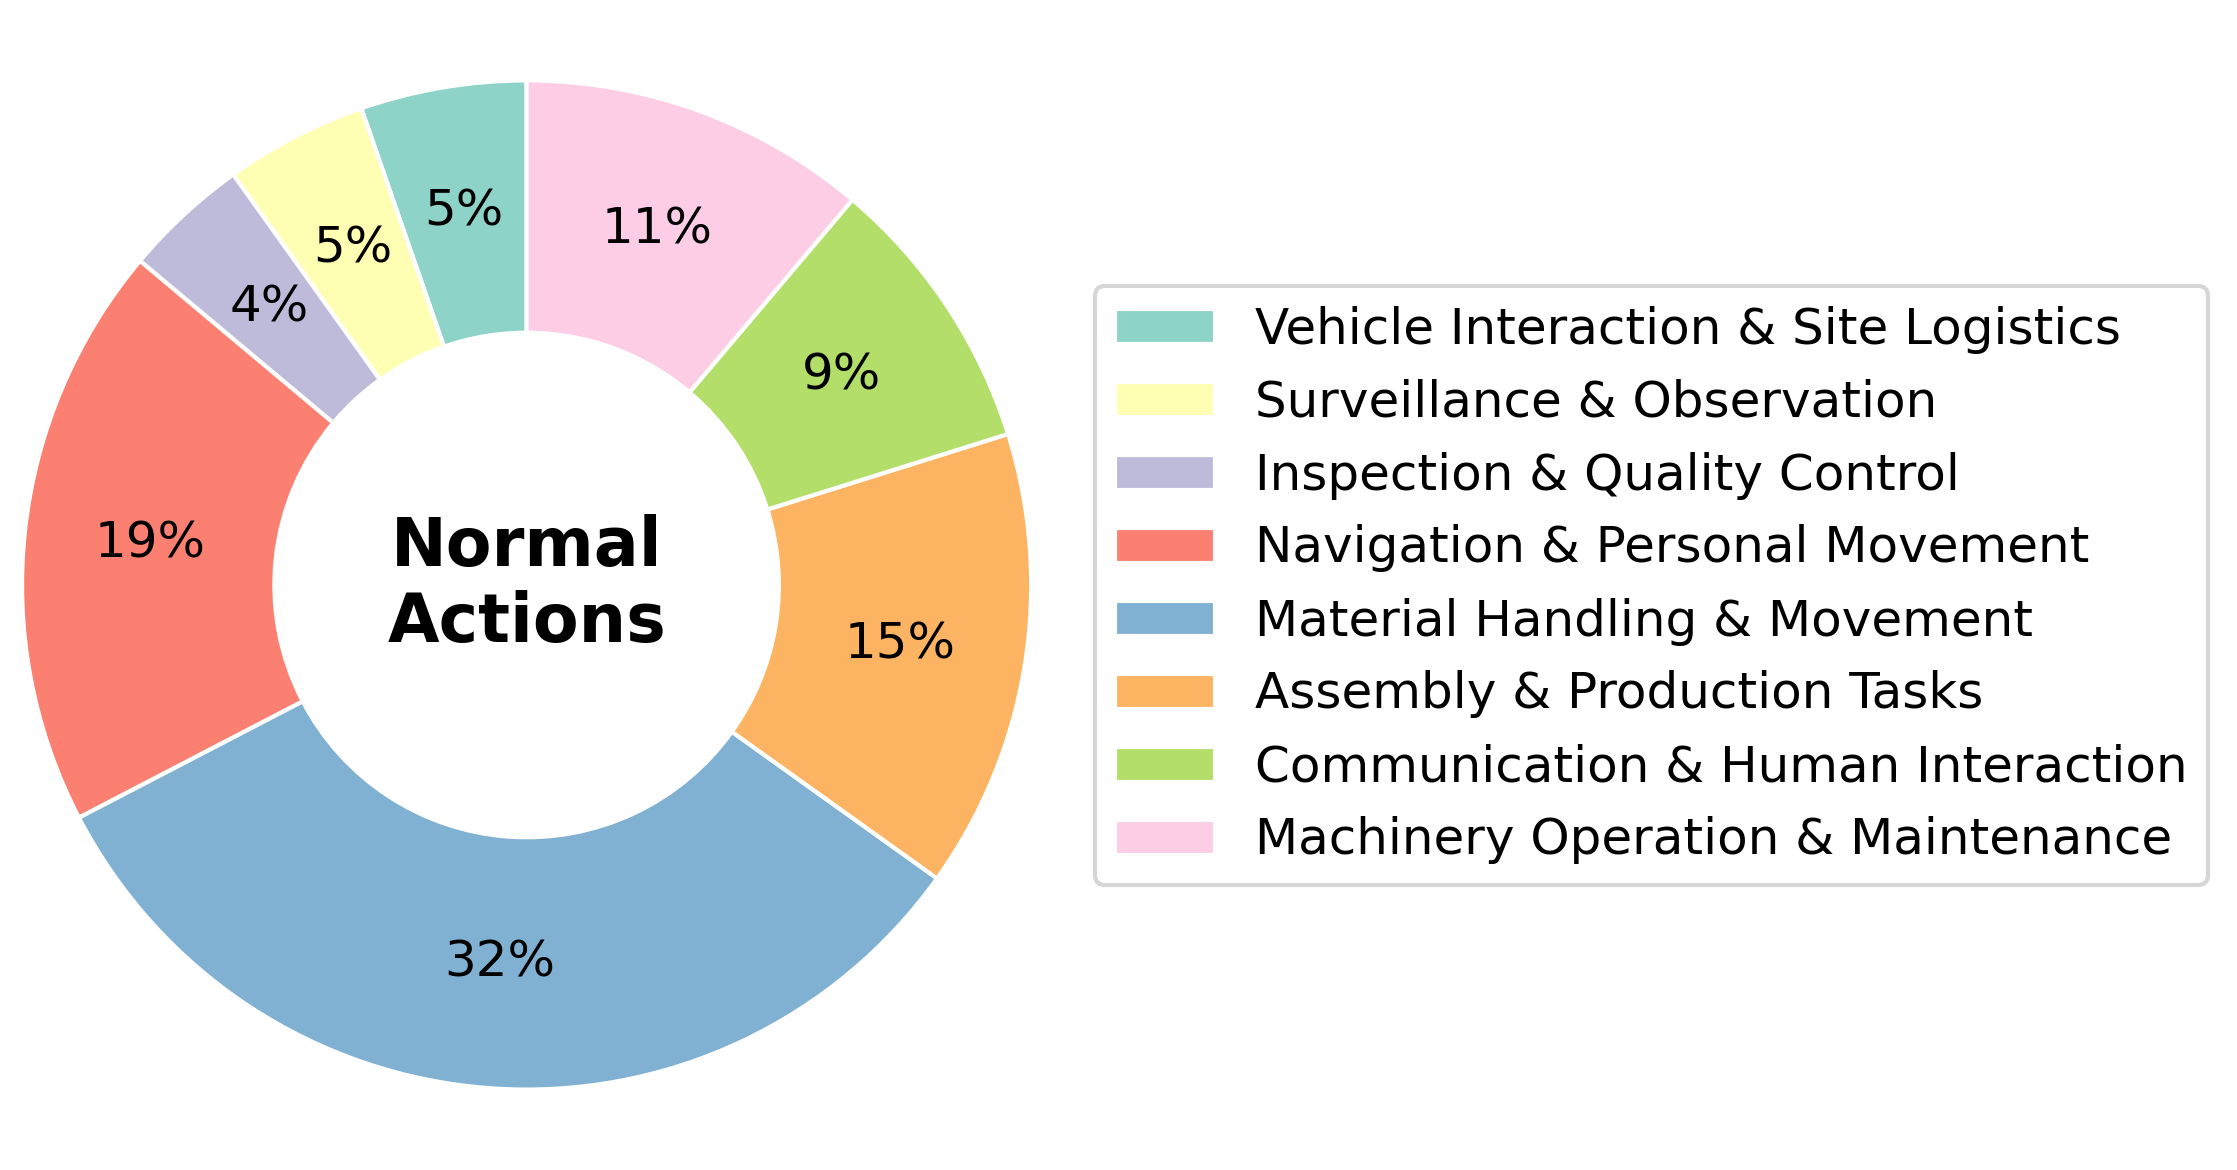 5%
11%
5%
4%
9%
19%
Normal
Actions
15%
32%
Vehicle Interaction & Site Logistics
Surveillance & Observation
Inspection & Quality Control
Navigation & Personal Movement
Material Handling & Movement
Assembly & Production Tasks
Communication & Human Interaction
Machinery Operation & Maintenance